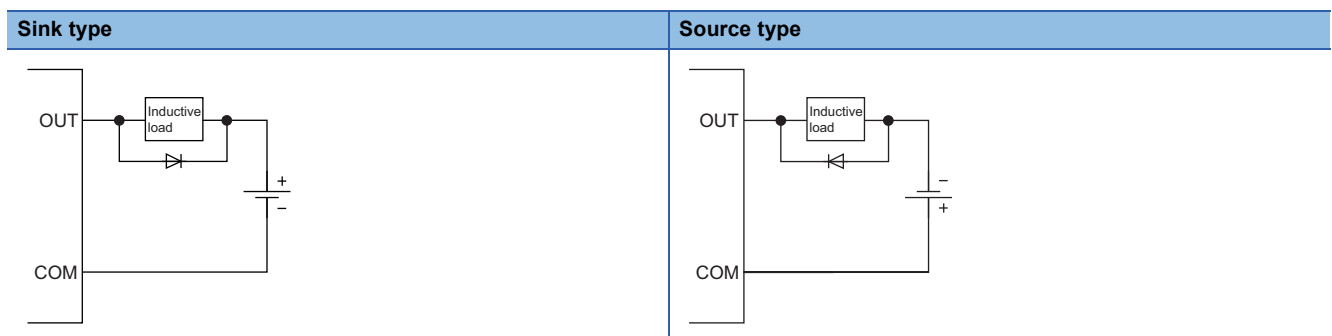 Sink type
Source type
OUT
Inductive
load
+
−
COM
OUT
Inductive
load
−
+
COM